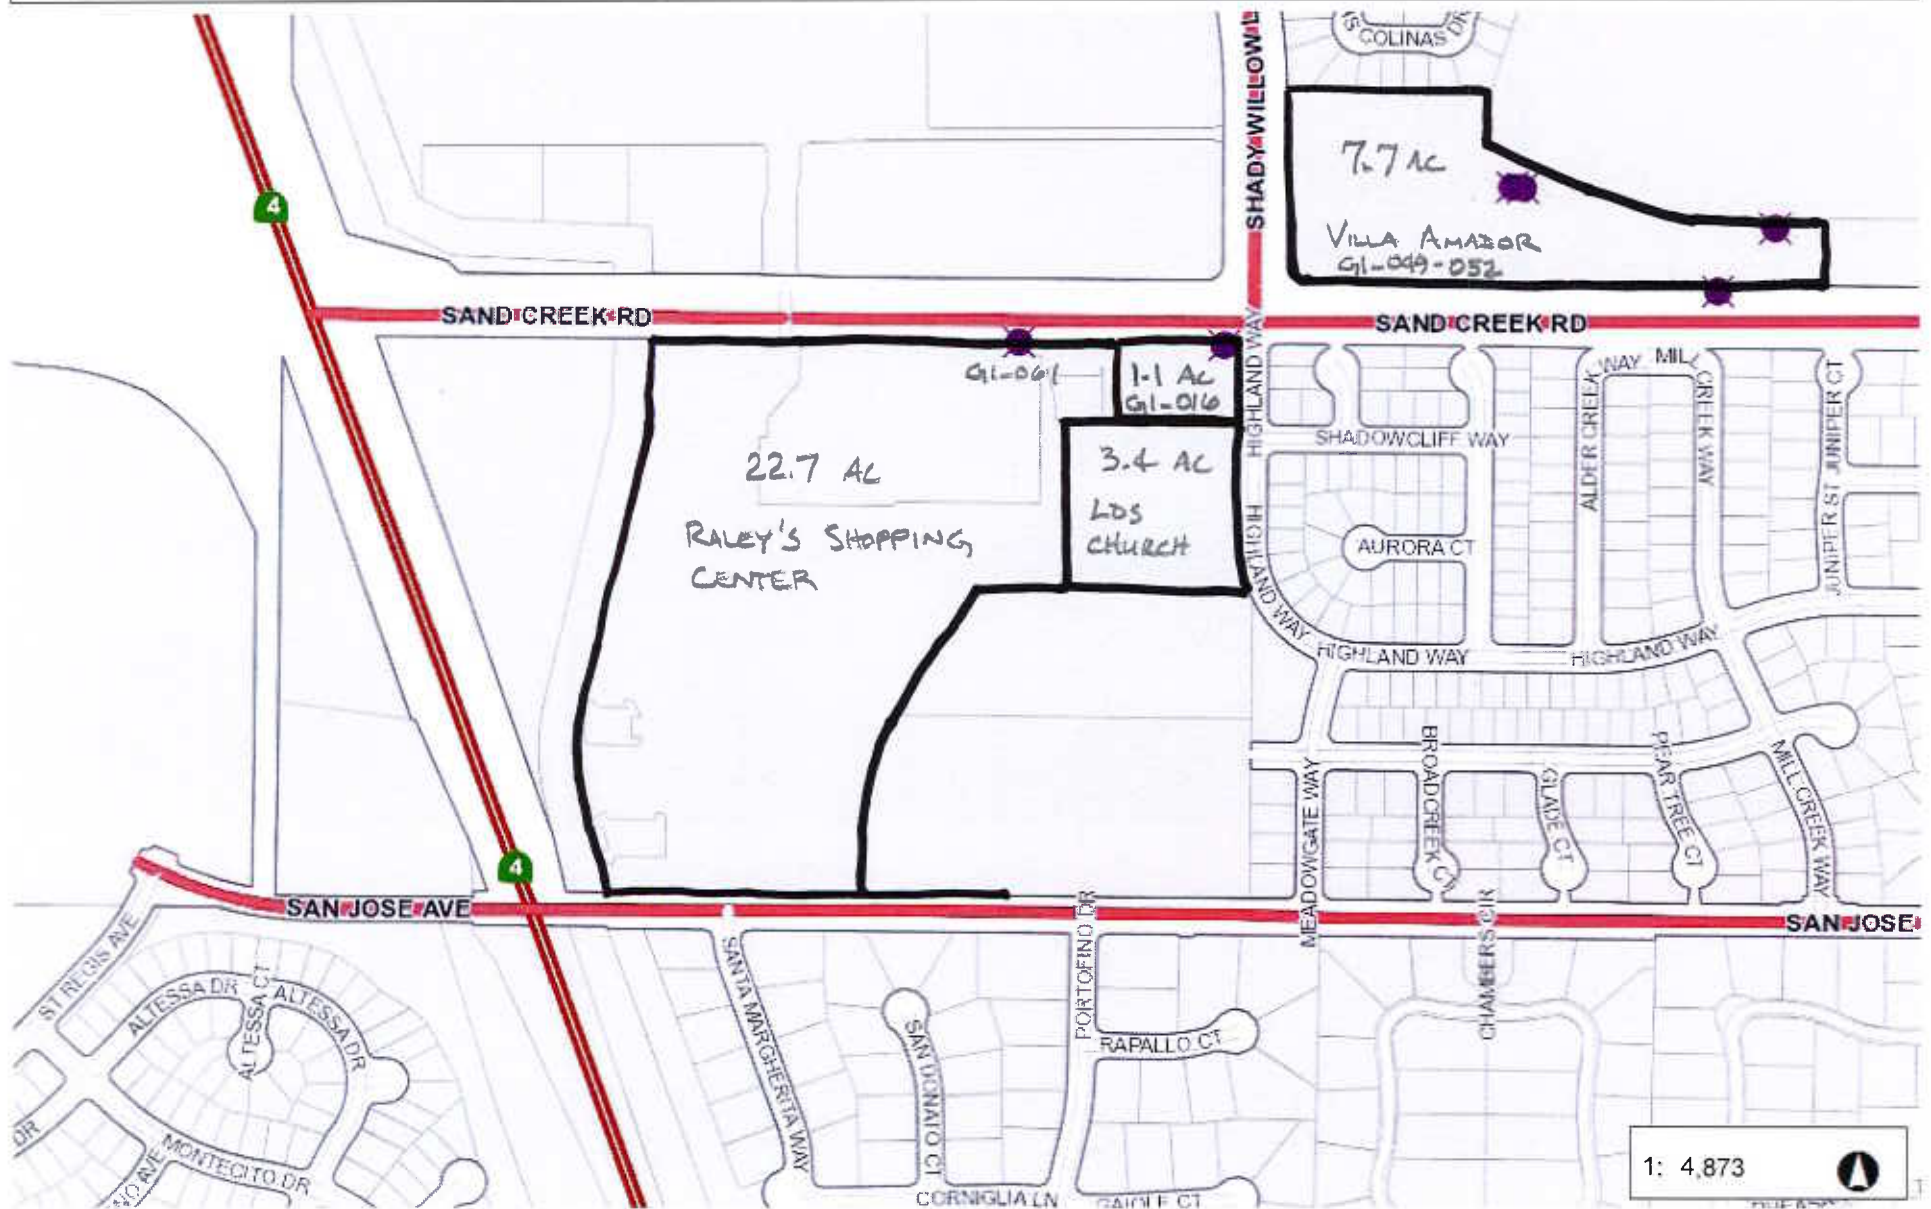 COLINAS DR
SHADY WILLOW L
7.7 AC
4
VILLA AMADOR
G1-049-052
SAND CREEK RD
SAND CREEK RD
HIGHLAND WAY
G1-061
1.1 AC
G1-016
ALDER CREEK WAY
MILL CREEK WAY
JUNIPER CT
JUNIPER ST
SHADOWCLIFF WAY
22.7 AC
3.4 AC
RALEY'S SHOPPING
CENTER
LDS
CHURCH
AURORA CT
HIGHLAND WAY
HIGHLAND WAY
HIGHLAND WAY
BROADCREEK CT
GLADE CT
PEAR TREE CT
MILL CREEK WAY
MEADOWGATE WAY
4
SAN JOSE AVE
SAN JOSE
ST REGIS AVE
ALTESSA DR
ALTESSA CT
ALTESSA DR
SANTA MARGHERITA WAY
SAN DONATO CT
PORTOFINO DR
RAPALLO CT
CHAMBERS CIR
DR
MONTECITO DR
NO AVE
CORNIGLIA LN
GAIOLE CT
1: 4,873